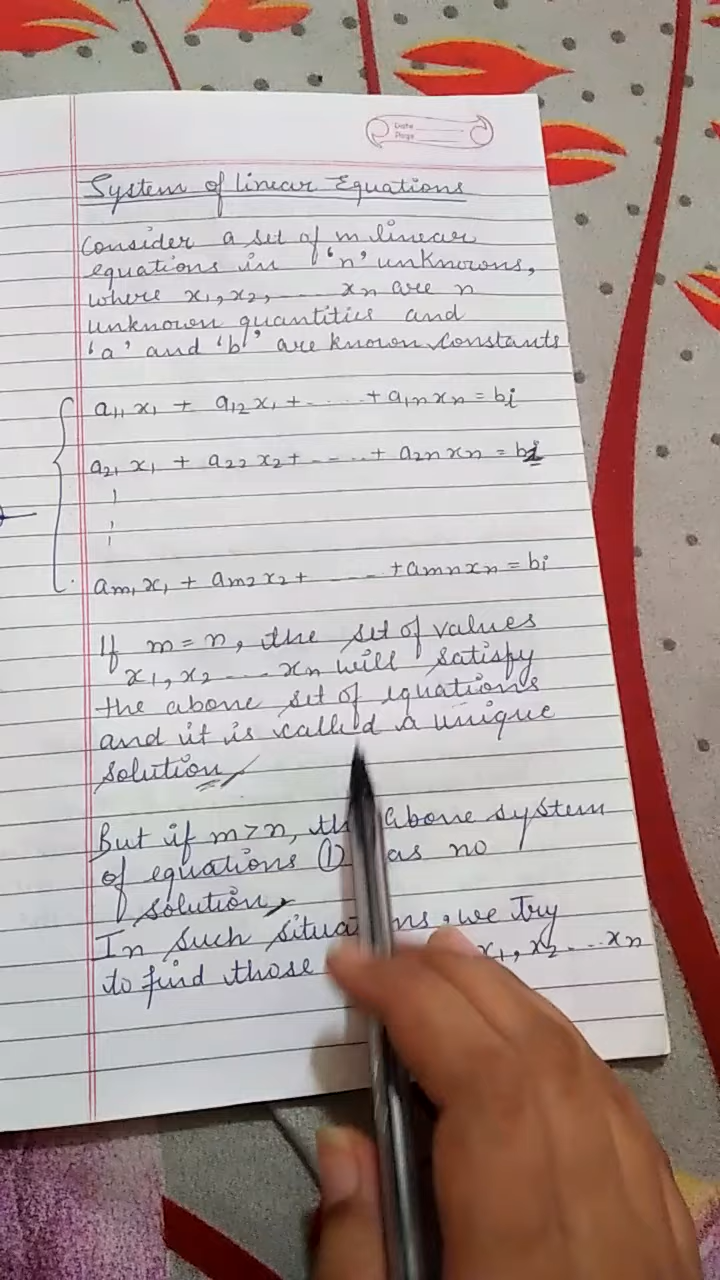 Date
Page
System of linear Equations
Consider a set of m linear
equations in 'n' unknowns,
where x₁, x₂, ...... xn are n
unknown quantities and
'a' and 'b' are known constants
a₁₁ x₁ + a₁₂ x₁ + ...... + a₁n xn = bi
a₂₁ x₁ + a₂₂ x₂ + ...... + a₂n xn = bi
am₁ x₁ + am₂ x₂ + ...... + amn xn = bi
If m = n, the set of values
x₁, x₂ .... xn will satisfy
the above set of equations
and it is called a unique
solution
But if m > n, the above system
of equations ① as no
solution
In such situa ns, we try
to find those x₁, x₂ ... xn